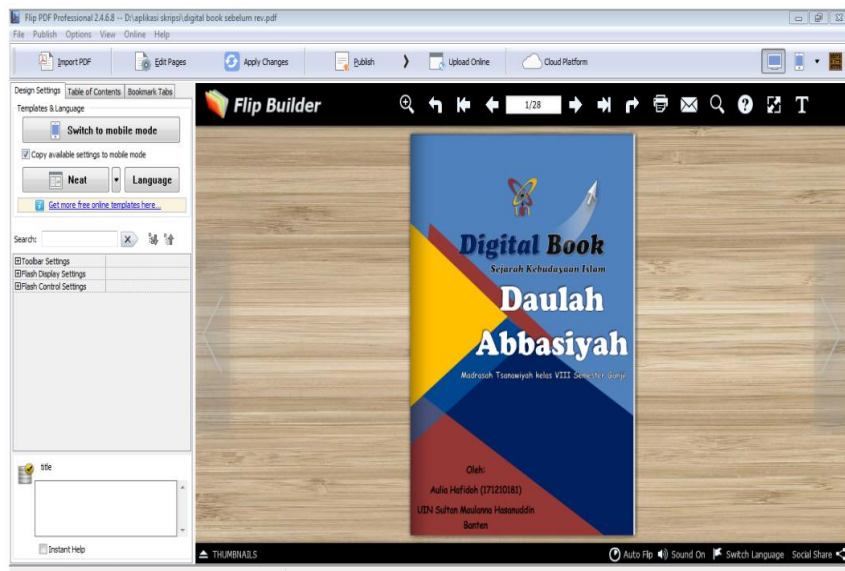 Flip PDF Professional 2.4.6.8 -- D:\aplikasi skripsi\digital book sebelum rev.pdf
File Publish Options View Online Help
Import PDF Edit Pages Apply Changes Publish Upload Online Cloud Platform
Design Settings Table of Contents Bookmark Tabs
Templates & Language
Switch to mobile mode
Copy available settings to mobile mode
Neat Language
Get more free online templates here...
Search:
Toolbar Settings
Flash Display Settings
Flash Control Settings
title
Instant Help
Flip Builder
1/28
T
Digital Book
Sejarah Kebudayaan Islam
Daulah
Abbasiyah
Madrasah Tsanawiyah kelas VIII Semester Ganjil
Oleh:
Aulia Hafidoh (171210181)
UIN Sultan Maulanna Hasanuddin
Banten
THUMBNAILS
Auto Flip Sound On Switch Language Social Share